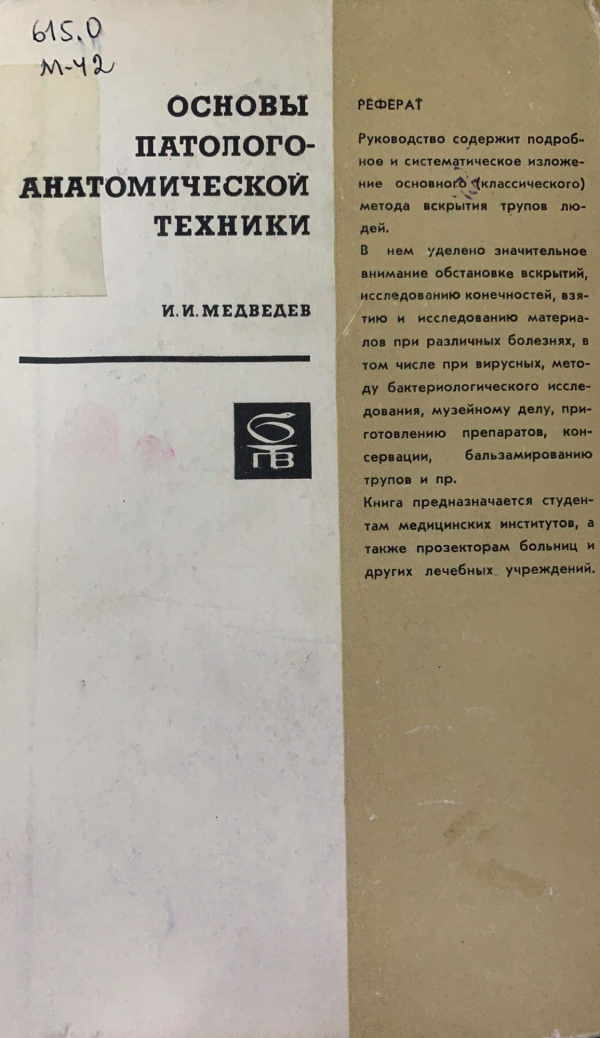 615.0
М-42
ОСНОВЫ
ПАТОЛОГО-
АНАТОМИЧЕСКОЙ
ТЕХНИКИ
И. И. МЕДВЕДЕВ
ПВ
РЕФЕРАТ
Руководство содержит подроб-
ное и систематическое изложе-
ние основного (классического)
метода вскрытия трупов лю-
дей.
В нем уделено значительное
внимание обстановке вскрытий,
исследованию конечностей, взя-
тию и исследованию материа-
лов при различных болезнях, в
том числе при вирусных, мето-
ду бактериологического иссле-
дования, музейному делу, при-
готовлению препаратов, кон-
сервации, бальзамированию
трупов и пр.
Книга предназначается студен-
там медицинских институтов, а
также прозекторам больниц и
других лечебных учреждений.